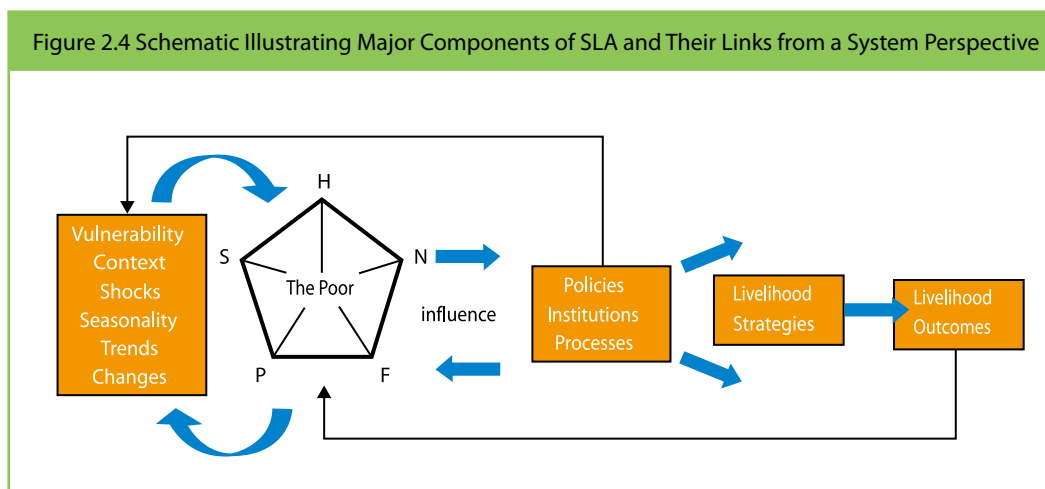 Figure 2.4 Schematic Illustrating Major Components of SLA and Their Links from a System Perspective
Vulnerability
Context
Shocks
Seasonality
Trends
Changes
H
S
N
The Poor
P
F
influence
Policies
Institutions
Processes
Livelihood
Strategies
Livelihood
Outcomes